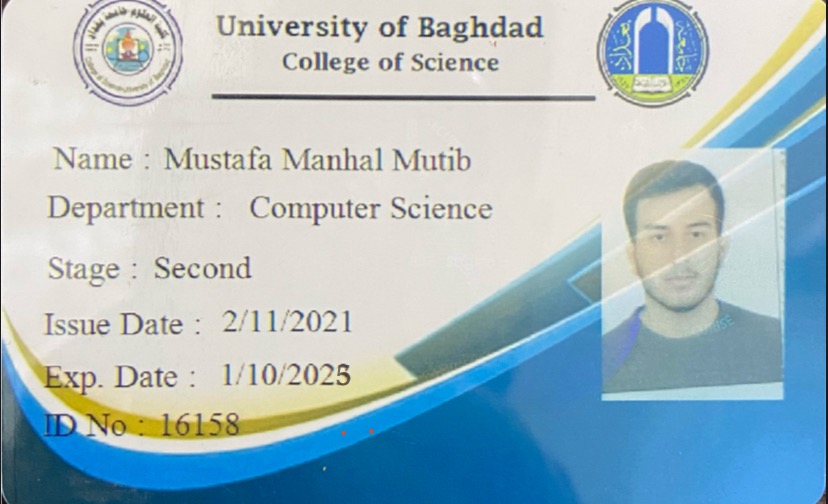 University of Baghdad
College of Science
Name : Mustafa Manhal Mutib
Department : Computer Science
Stage : Second
Issue Date : 2/11/2021
Exp. Date : 1/10/2025
ID No : 16158